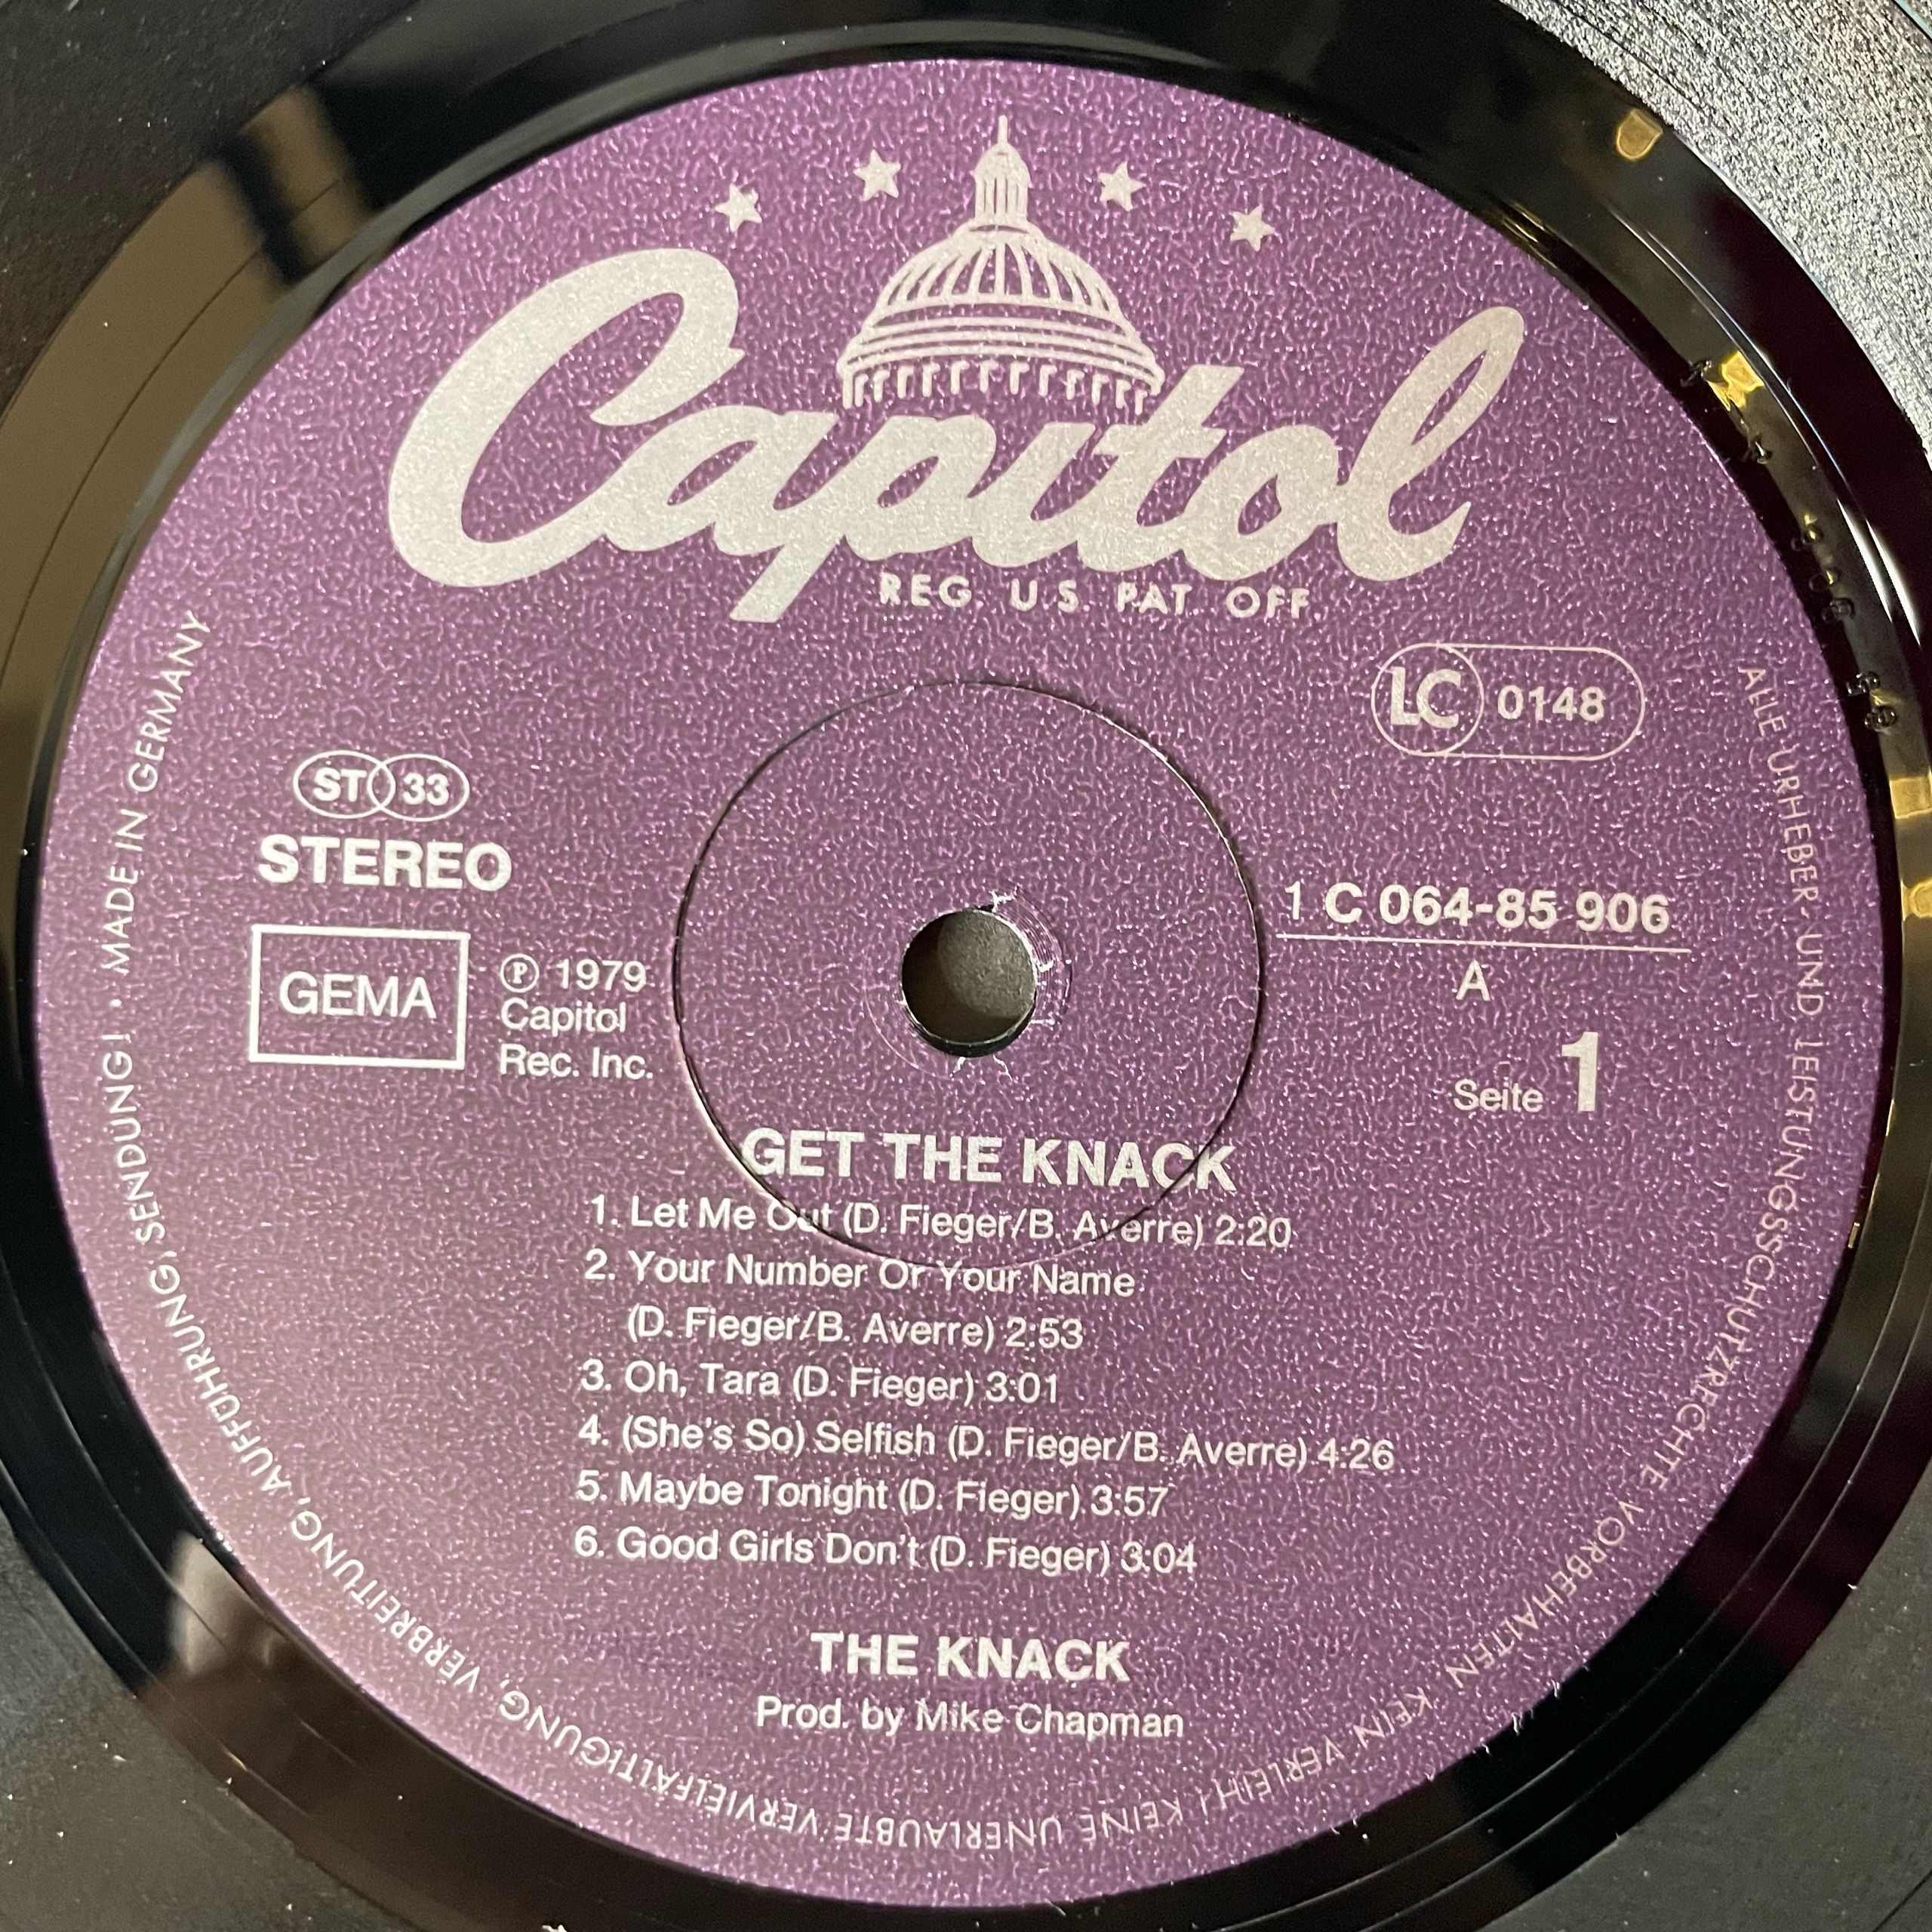 Capitol
REG. U.S. PAT. OFF.
LC 0148
ST 33
STEREO
GEMA
℗ 1979
Capitol
Rec. Inc.
1 C 064-85 906
A
Seite 1
GET THE KNACK
1. Let Me Out (D. Fieger/B. Averre) 2:20
2. Your Number Or Your Name
(D. Fieger/B. Averre) 2:53
3. Oh, Tara (D. Fieger) 3:01
4. (She's So) Selfish (D. Fieger/B. Averre) 4:26
5. Maybe Tonight (D. Fieger) 3:57
6. Good Girls Don't (D. Fieger) 3:04
THE KNACK
Prod. by Mike Chapman
ALLE URHEBER- UND LEISTUNGSSCHUTZRECHTE VORBEHALTEN KEIN VERLEIH! KEINE UNERLAUBTE VERVIELFÄLTIGUNG, VERBREITUNG, AUFFÜHRUNG, SENDUNG! · MADE IN GERMANY